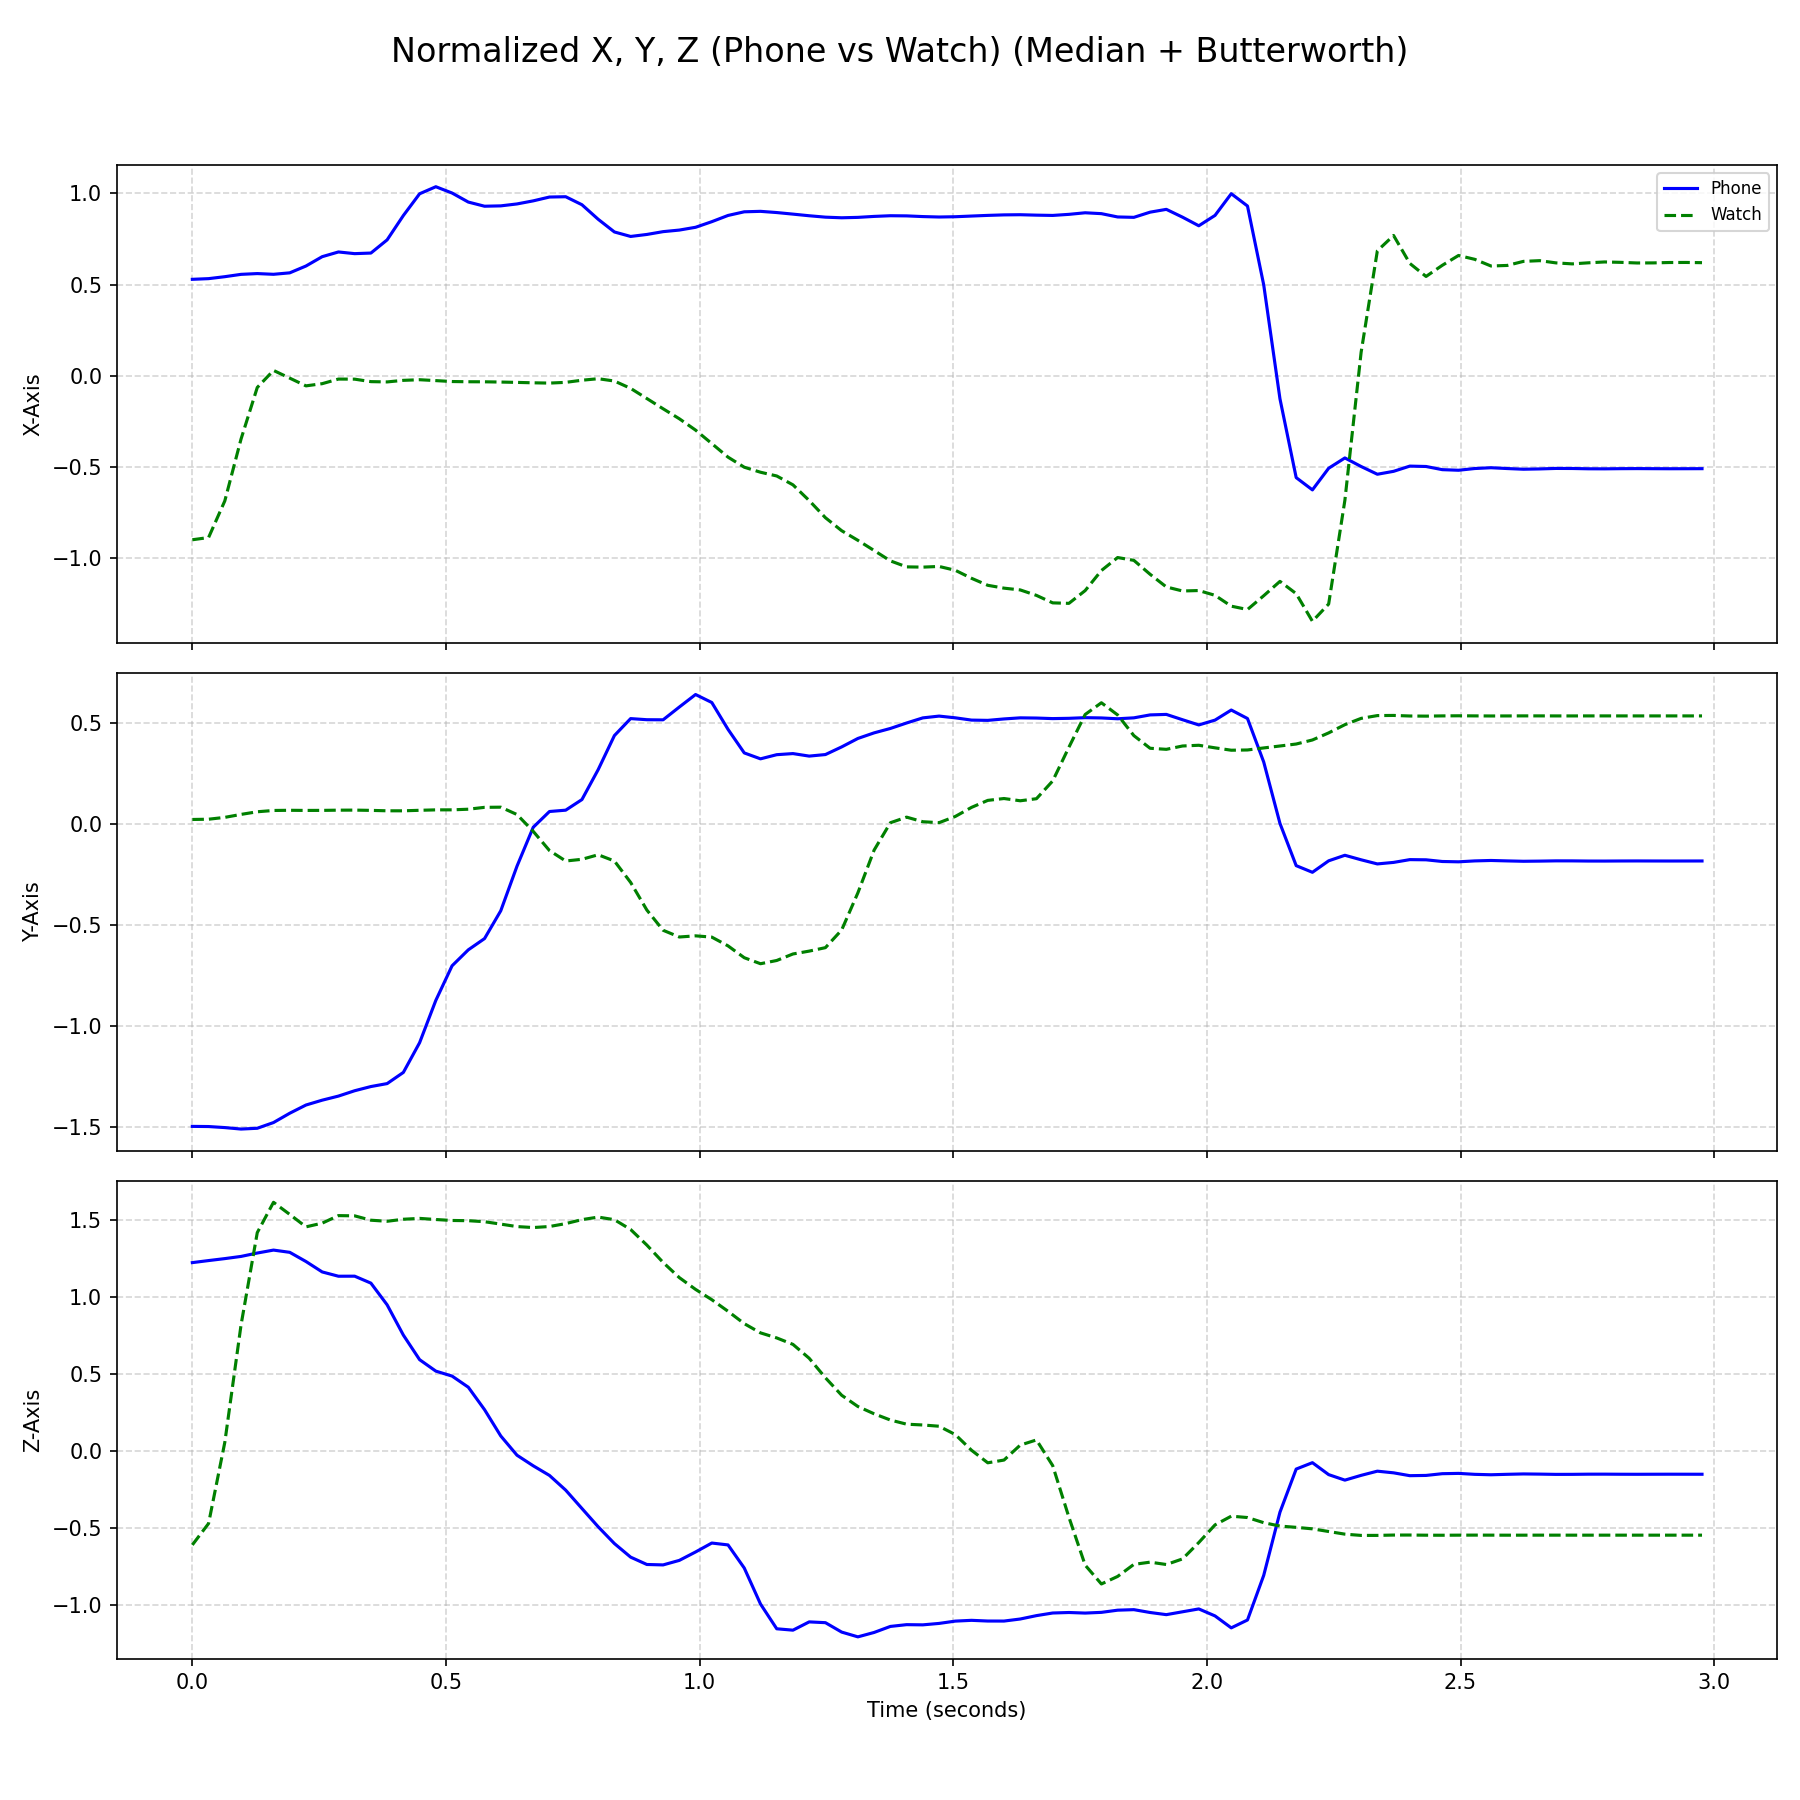 Normalized X, Y, Z (Phone vs Watch) (Median + Butterworth)
Phone
Watch
X-Axis
1.0
0.5
0.0
−0.5
−1.0
Y-Axis
0.5
0.0
−0.5
−1.0
−1.5
Z-Axis
1.5
1.0
0.5
0.0
−0.5
−1.0
0.0 0.5 1.0 1.5 2.0 2.5 3.0
Time (seconds)